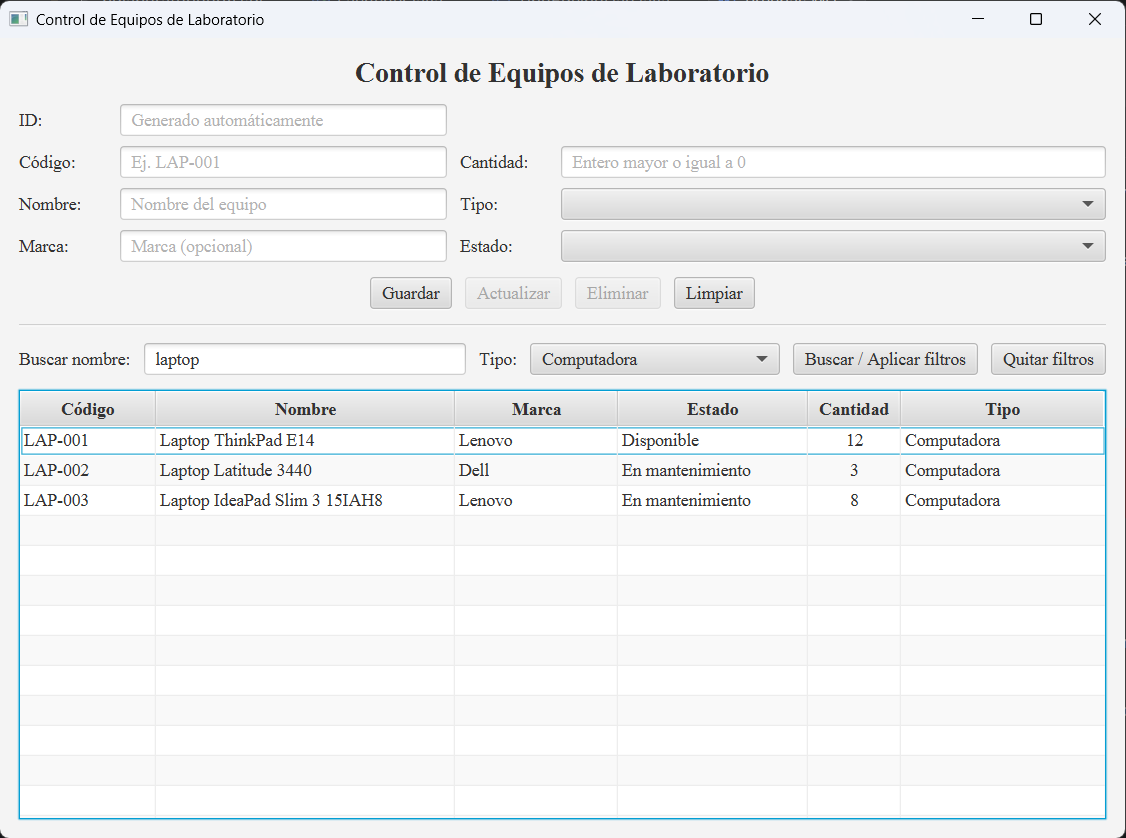 Control de Equipos de Laboratorio
Control de Equipos de Laboratorio
ID: Generado automáticamente
Código: Ej. LAP-001 Cantidad: Entero mayor o igual a 0
Nombre: Nombre del equipo Tipo:
Marca: Marca (opcional) Estado:
Guardar Actualizar Eliminar Limpiar
Buscar nombre: laptop Tipo: Computadora Buscar / Aplicar filtros Quitar filtros
Código Nombre Marca Estado Cantidad Tipo
LAP-001 Laptop ThinkPad E14 Lenovo Disponible 12 Computadora
LAP-002 Laptop Latitude 3440 Dell En mantenimiento 3 Computadora
LAP-003 Laptop IdeaPad Slim 3 15IAH8 Lenovo En mantenimiento 8 Computadora